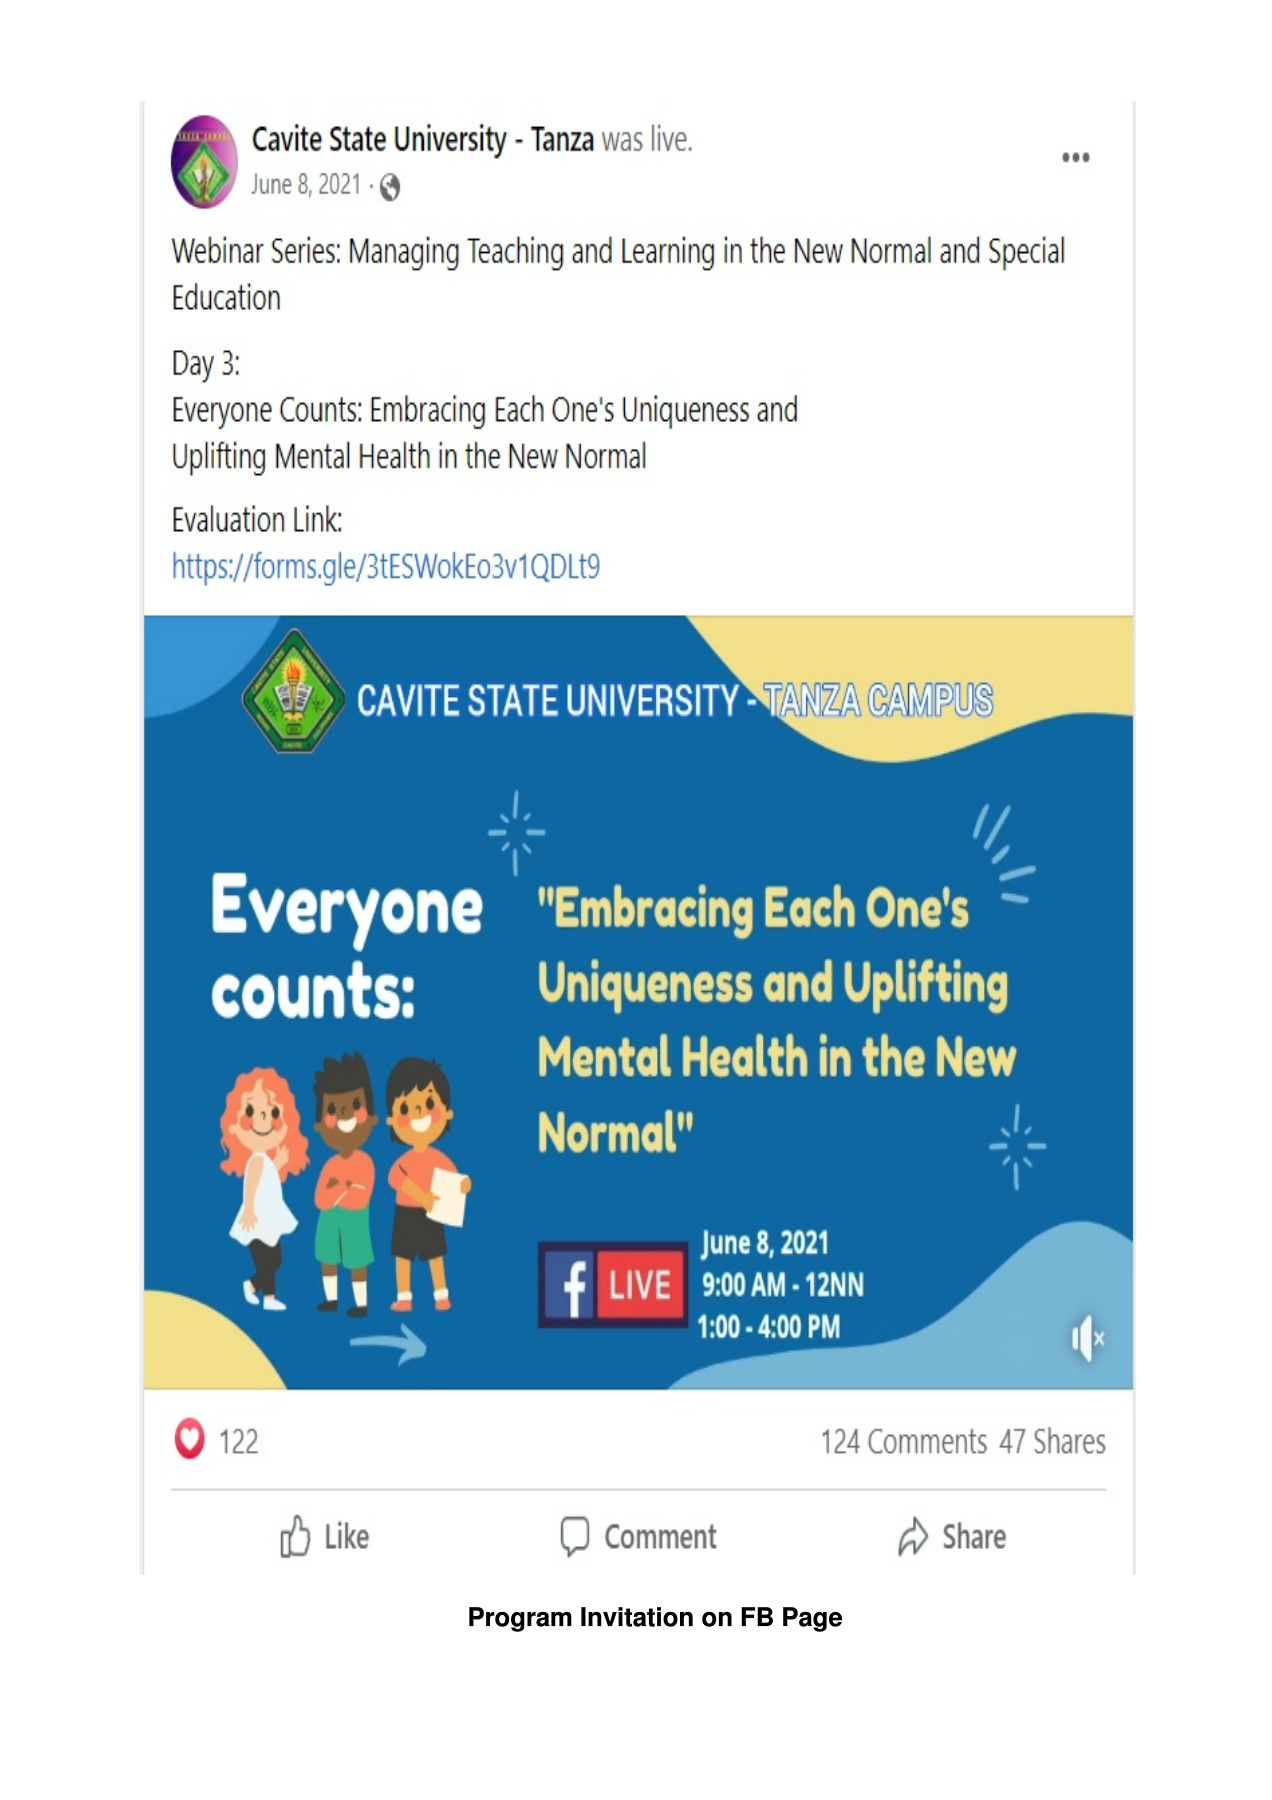 Cavite State University - Tanza was live.
June 8, 2021 ·
Webinar Series: Managing Teaching and Learning in the New Normal and Special
Education
Day 3:
Everyone Counts: Embracing Each One's Uniqueness and
Uplifting Mental Health in the New Normal
Evaluation Link:
https://forms.gle/3tESWokEo3v1QDLt9
CAVITE STATE UNIVERSITY - TANZA CAMPUS
Everyone
counts:
"Embracing Each One's
Uniqueness and Uplifting
Mental Health in the New
Normal"
f LIVE
June 8, 2021
9:00 AM - 12NN
1:00 - 4:00 PM
122
124 Comments 47 Shares
Like Comment Share
Program Invitation on FB Page